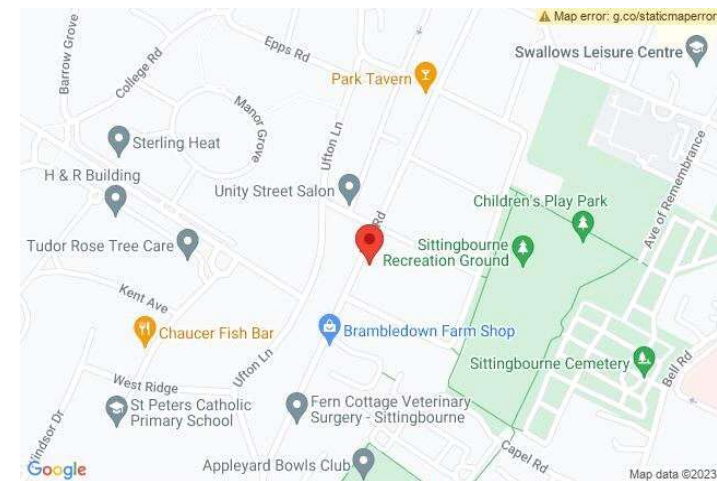 Map error: g.co/staticmaperror
Barrow Grove
College Rd
Epps Rd
Swallows Leisure Centre
Park Tavern
Manor Grove
Ufton Ln
Sterling Heat
H & R Building
Unity Street Salon
Rd
Children's Play Park
Ave of Remembrance
Tudor Rose Tree Care
Sittingbourne
Recreation Ground
Kent Ave
Chaucer Fish Bar
Brambledown Farm Shop
Ufton Ln
Sittingbourne Cemetery
Bell Rd
West Ridge
St Peters Catholic
Primary School
Fern Cottage Veterinary
Surgery - Sittingbourne
Capel Rd
Appleyard Bowls Club
Google
Map data ©2023